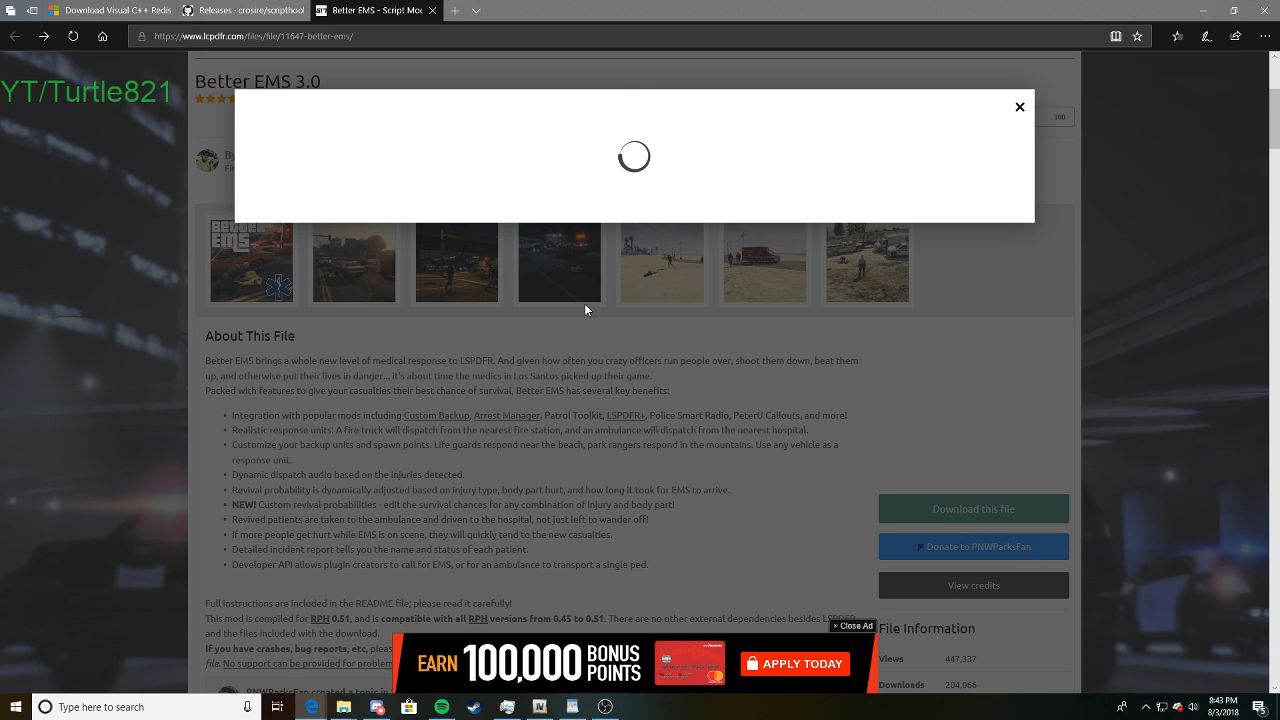 Download Visual C++ Redi
Releases · Albo1125/Com
Better EMS - Script Moc
https://www.lcpdfr.com/files/file/11647-better-ems/
YT/Turtle821
Better EMS 3.0
By
100
BETTER
EMS
About This File
Better EMS brings a whole new level of medical response to LSPDFR. And given how often you crazy officers run people over, shoot them down, beat them
up, and otherwise put their lives in danger... it's about time the medics in Los Santos picked up their game.
Packed with features to give your casualties their best chance of survival, Better EMS has several key benefits:
• Integration with popular mods including Custom Backup, Arrest Manager, Patrol Toolkit, LSPDFR+, Police Smart Radio, PeterU Callouts, and more!
• Realistic response units: A fire truck will dispatch from the nearest fire station, and an ambulance will dispatch from the nearest hospital.
• Customize your backup units and spawn points. Life guards respond near the beach, park rangers respond in the mountains. Use any vehicle as a
response unit.
• Dynamic dispatch audio based on the injuries detected.
• Revival probability is dynamically adjusted based on injury type, body part hurt, and how long it took for EMS to arrive.
• NEW! Custom revival probabilities - edit the survival chances for any combination of injury and body part!
• Revived patients are taken to the ambulance and driven to the hospital, not just left to wander off!
• If more people get hurt while EMS is on scene, they will quickly tend to the new casualties.
• Detailed incident report tells you the name and status of each patient.
• Developer API allows plugin creators to call for EMS, or for an ambulance to transport a single ped.
Download this file
Donate to PNWParksFan
View credits
Full instructions are included in the README file; please read it carefully!
This mod is compiled for RPH 0.51, and is compatible with all RPH versions from 0.45 to 0.51. There are no other external dependencies besides LSPDFR
and the files included with the download.
If you have crashes, bug reports, etc, pleas
file. No support can be provided for problem
PNWParksFan created a topic in
× Close Ad
EARN 100,000 BONUS POINTS
APPLY TODAY
File Information
Views 447,337
Downloads 204,066
Type here to search
8:43 PM
8/3/2018